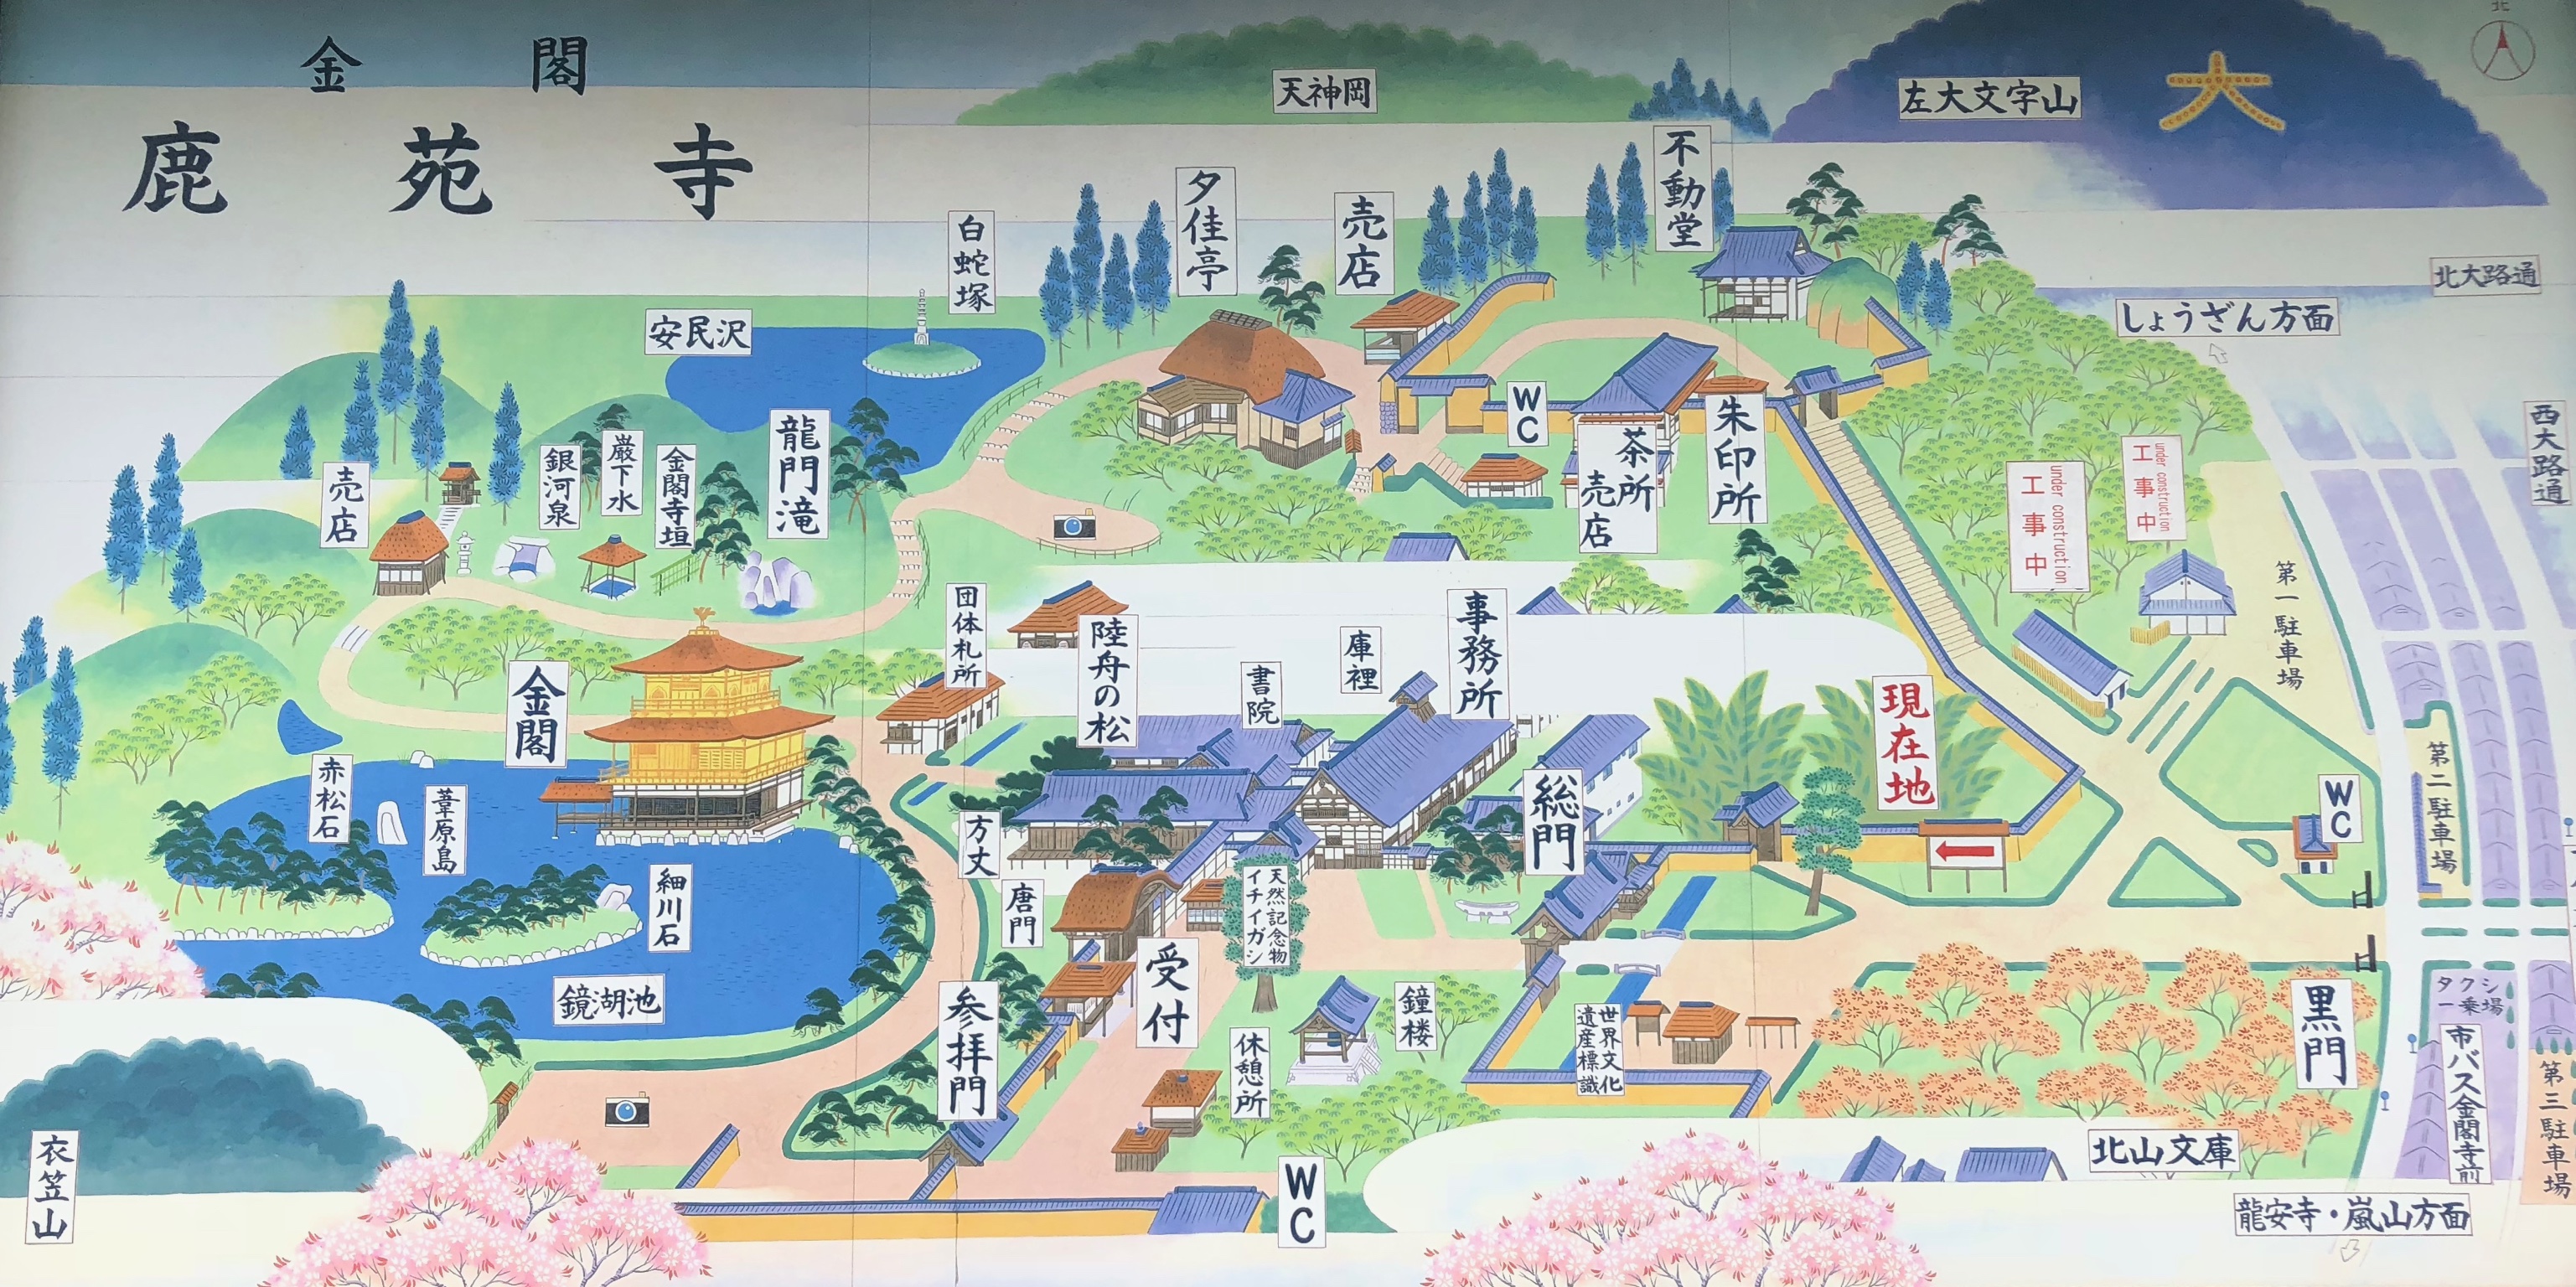 金閣
鹿苑寺
天神岡
左大文字山
大
北
不動堂
夕佳亭
売店
白蛇塚
安民沢
北大路通
しょうざん方面
西大路通
龍門滝
金閣寺垣
巌下水
銀河泉
売店
WC
朱印所
茶所
売店
工事中
under construction
工事中
under construction
第一駐車場
団体札所
陸舟の松
書院
庫裡
事務所
金閣
現在地
総門
赤松石
葦原島
細川石
鏡湖池
方丈
唐門
天然記念物
イチイガシ
受付
参拝門
休憩所
鐘楼
世界文化
遺産標識
WC
第二駐車場
黒門
タクシ
ー乗場
市バス金閣寺前
第三駐車場
北山文庫
龍安寺・嵐山方面
衣笠山
WC